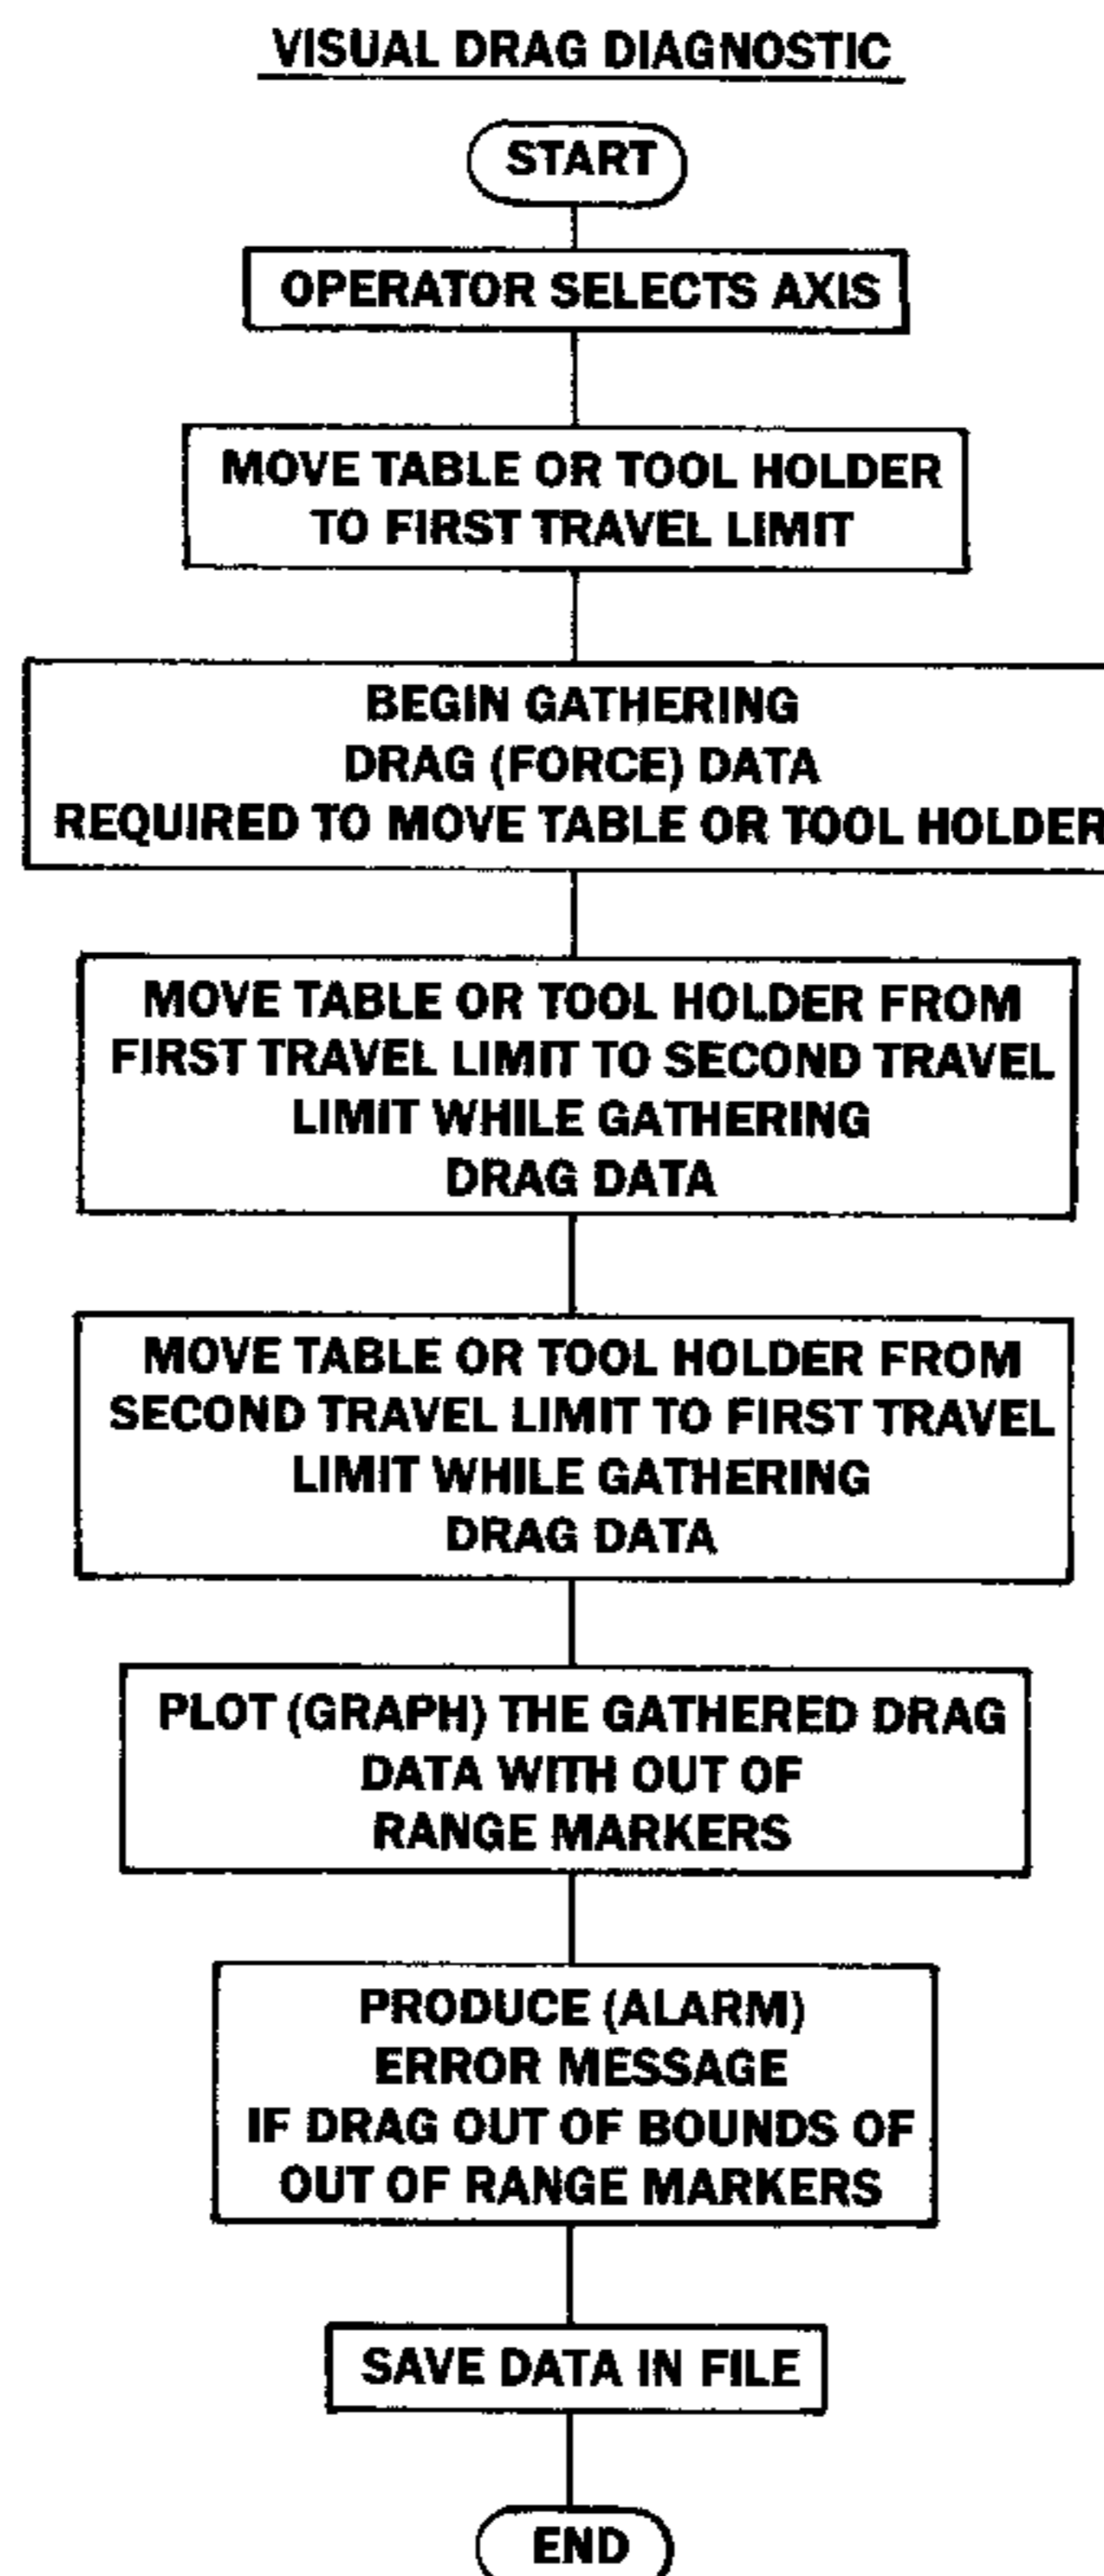 VISUAL DRAG DIAGNOSTIC
START
OPERATOR SELECTS AXIS
MOVE TABLE OR TOOL HOLDER
TO FIRST TRAVEL LIMIT
BEGIN GATHERING
DRAG (FORCE) DATA
REQUIRED TO MOVE TABLE OR TOOL HOLDER
MOVE TABLE OR TOOL HOLDER FROM
FIRST TRAVEL LIMIT TO SECOND TRAVEL
LIMIT WHILE GATHERING
DRAG DATA
MOVE TABLE OR TOOL HOLDER FROM
SECOND TRAVEL LIMIT TO FIRST TRAVEL
LIMIT WHILE GATHERING
DRAG DATA
PLOT (GRAPH) THE GATHERED DRAG
DATA WITH OUT OF
RANGE MARKERS
PRODUCE (ALARM)
ERROR MESSAGE
IF DRAG OUT OF BOUNDS OF
OUT OF RANGE MARKERS
SAVE DATA IN FILE
END